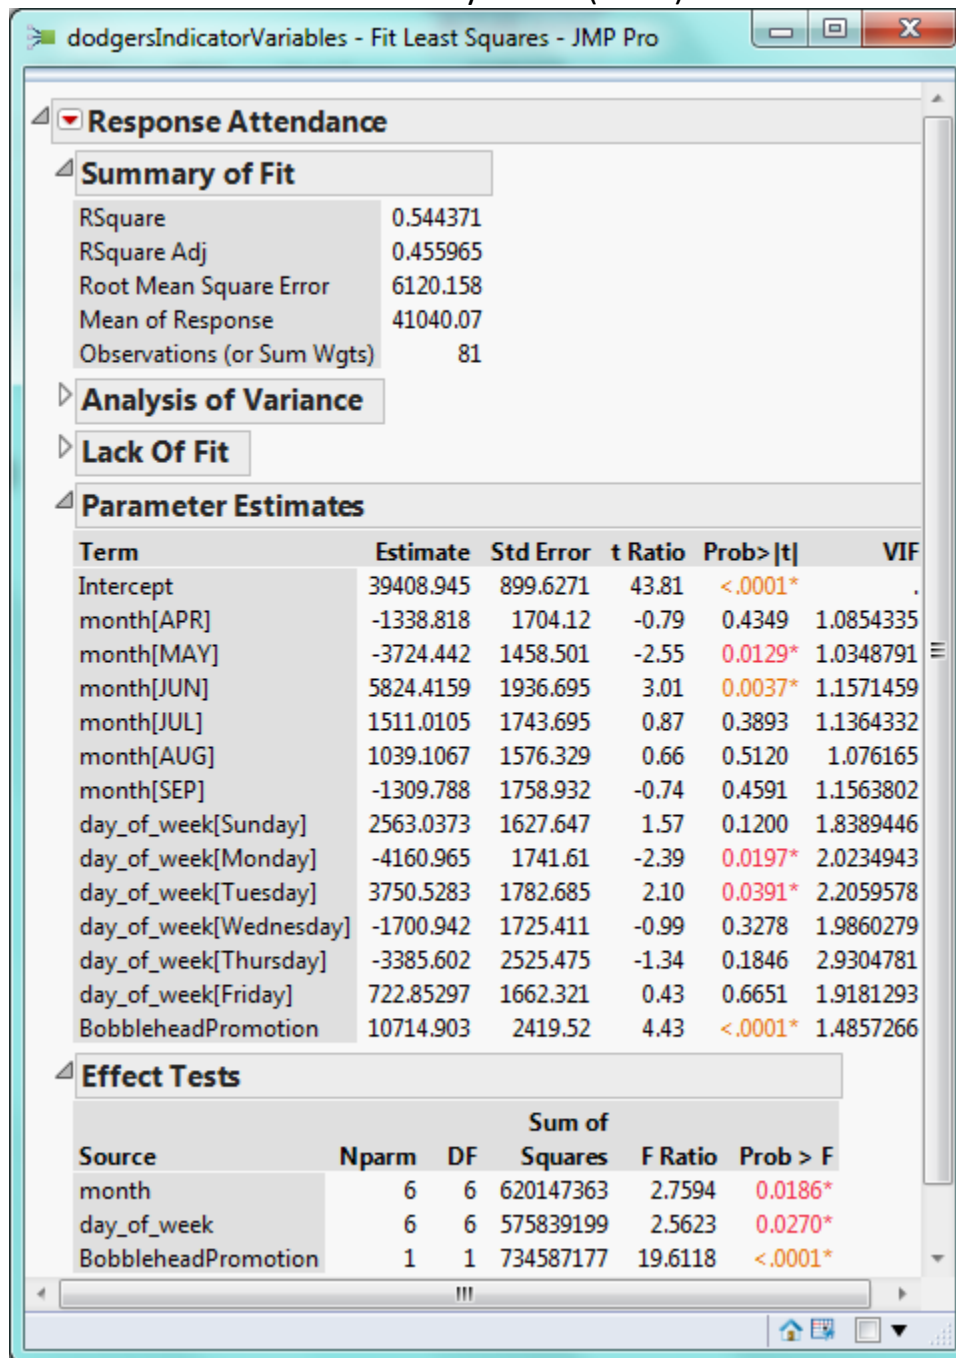 dodgersIndicatorVariables - Fit Least Squares - JMP Pro
Response Attendance
Summary of Fit
RSquare 0.544371
RSquare Adj 0.455965
Root Mean Square Error 6120.158
Mean of Response 41040.07
Observations (or Sum Wgts) 81
Analysis of Variance
Lack Of Fit
Parameter Estimates
Term Estimate Std Error t Ratio Prob>|t| VIF
Intercept 39408.945 899.6271 43.81 <.0001* .
month[APR] -1338.818 1704.12 -0.79 0.4349 1.0854335
month[MAY] -3724.442 1458.501 -2.55 0.0129* 1.0348791
month[JUN] 5824.4159 1936.695 3.01 0.0037* 1.1571459
month[JUL] 1511.0105 1743.695 0.87 0.3893 1.1364332
month[AUG] 1039.1067 1576.329 0.66 0.5120 1.076165
month[SEP] -1309.788 1758.932 -0.74 0.4591 1.1563802
day_of_week[Sunday] 2563.0373 1627.647 1.57 0.1200 1.8389446
day_of_week[Monday] -4160.965 1741.61 -2.39 0.0197* 2.0234943
day_of_week[Tuesday] 3750.5283 1782.685 2.10 0.0391* 2.2059578
day_of_week[Wednesday] -1700.942 1725.411 -0.99 0.3278 1.9860279
day_of_week[Thursday] -3385.602 2525.475 -1.34 0.1846 2.9304781
day_of_week[Friday] 722.85297 1662.321 0.43 0.6651 1.9181293
BobbleheadPromotion 10714.903 2419.52 4.43 <.0001* 1.4857266
Effect Tests
Sum of
Source Nparm DF Squares F Ratio Prob > F
month 6 6 620147363 2.7594 0.0186*
day_of_week 6 6 575839199 2.5623 0.0270*
BobbleheadPromotion 1 1 734587177 19.6118 <.0001*